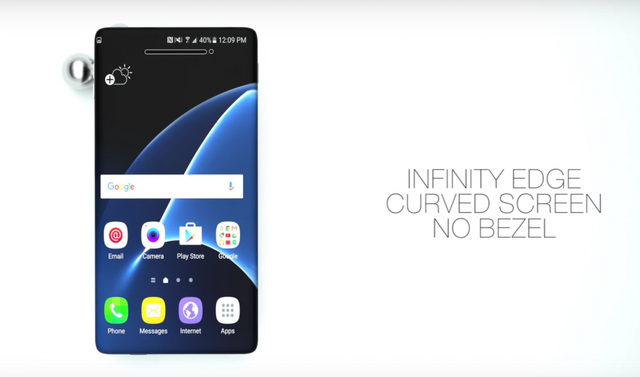 40% 12:09 PM
Google
INFINITY EDGE
CURVED SCREEN
NO BEZEL
Email Camera Play Store Google
Phone Messages Internet Apps